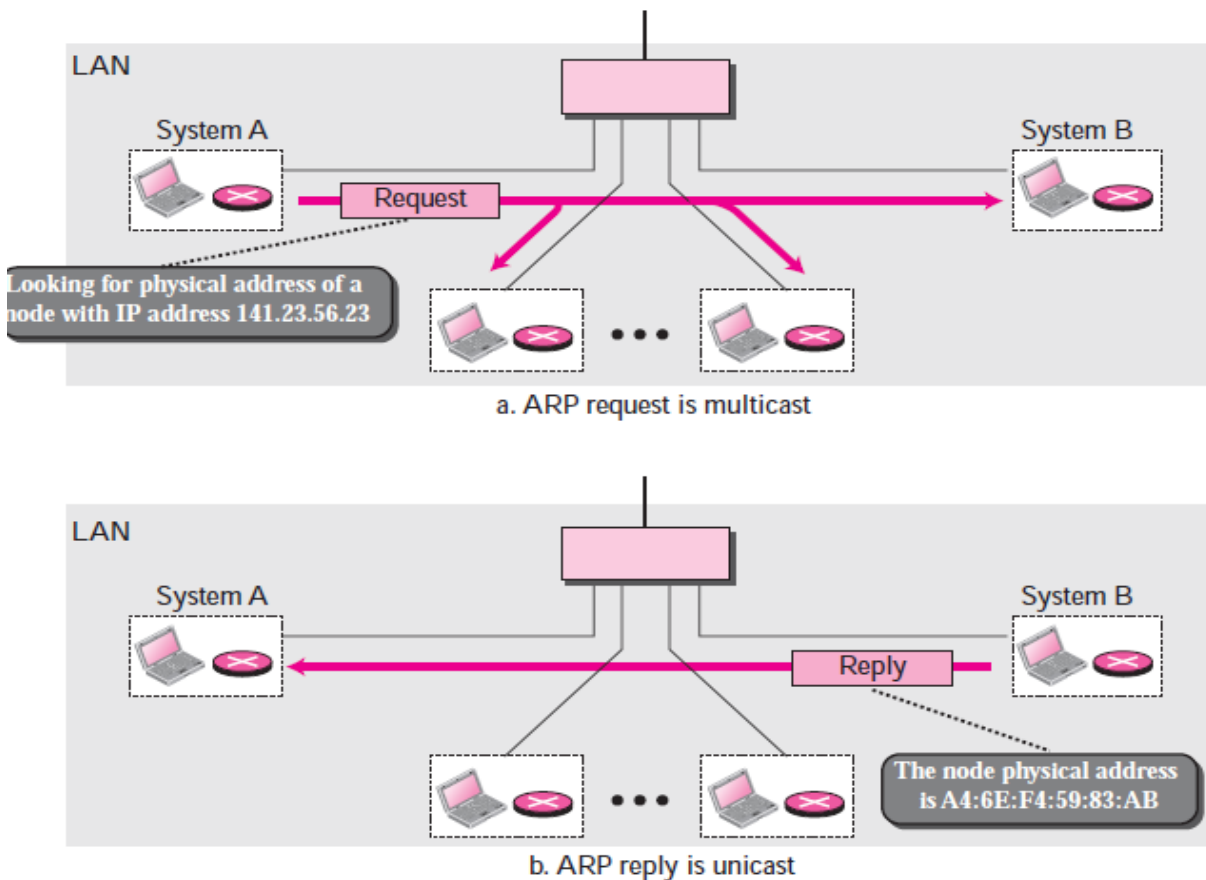 LAN
System A
System B
Request
Looking for physical address of a
node with IP address 141.23.56.23
a. ARP request is multicast
LAN
System A
System B
Reply
The node physical address
is A4:6E:F4:59:83:AB
b. ARP reply is unicast